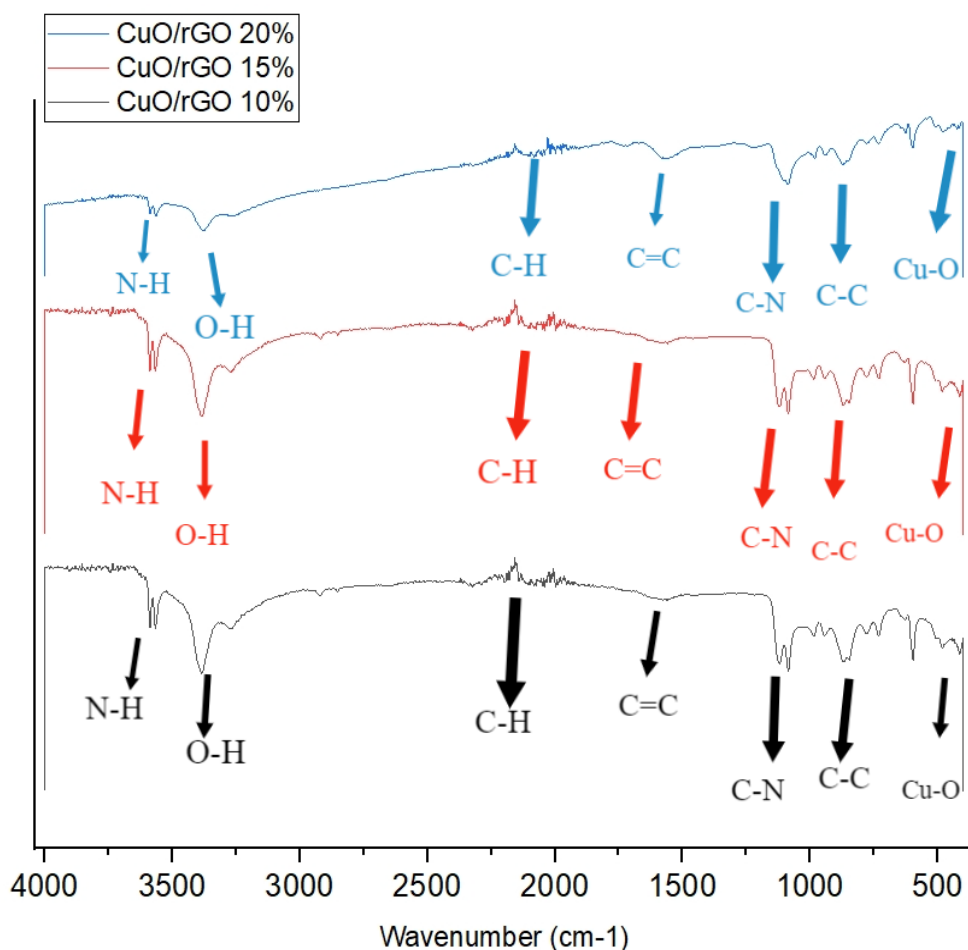 CuO/rGO 20%
CuO/rGO 15%
CuO/rGO 10%
N-H
O-H
C-H
C=C
C-N
C-C
Cu-O
N-H
O-H
C-H
C=C
C-N
C-C
Cu-O
N-H
O-H
C-H
C=C
C-N
C-C
Cu-O
4000 3500 3000 2500 2000 1500 1000 500
Wavenumber (cm-1)